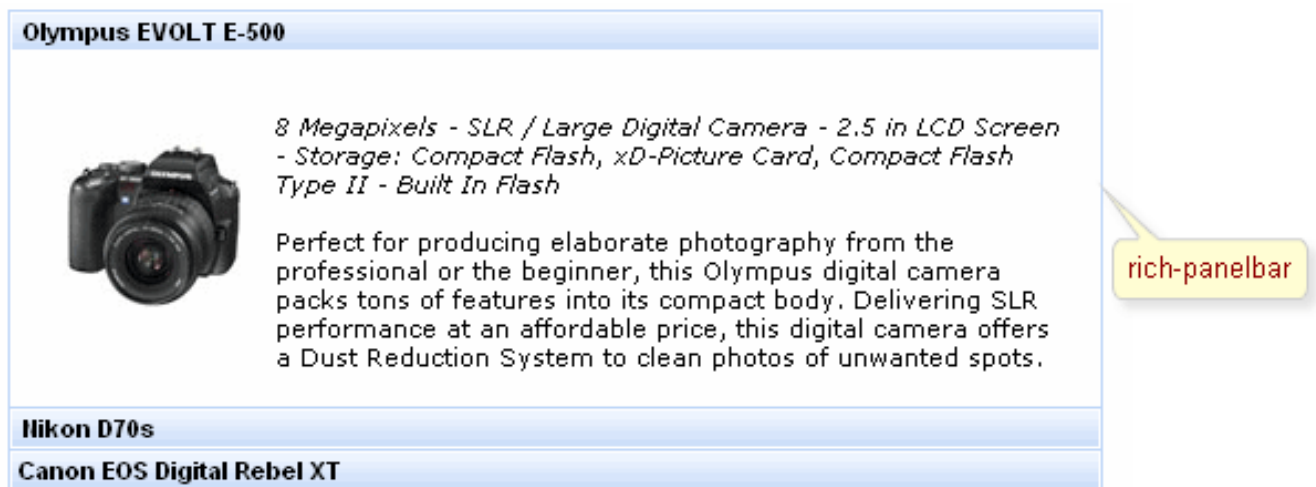 Olympus EVOLT E-500
8 Megapixels - SLR / Large Digital Camera - 2.5 in LCD Screen
- Storage: Compact Flash, xD-Picture Card, Compact Flash
Type II - Built In Flash
Perfect for producing elaborate photography from the
professional or the beginner, this Olympus digital camera
packs tons of features into its compact body. Delivering SLR
performance at an affordable price, this digital camera offers
a Dust Reduction System to clean photos of unwanted spots.
rich-panelbar
OLYMPUS
Nikon D70s
Canon EOS Digital Rebel XT